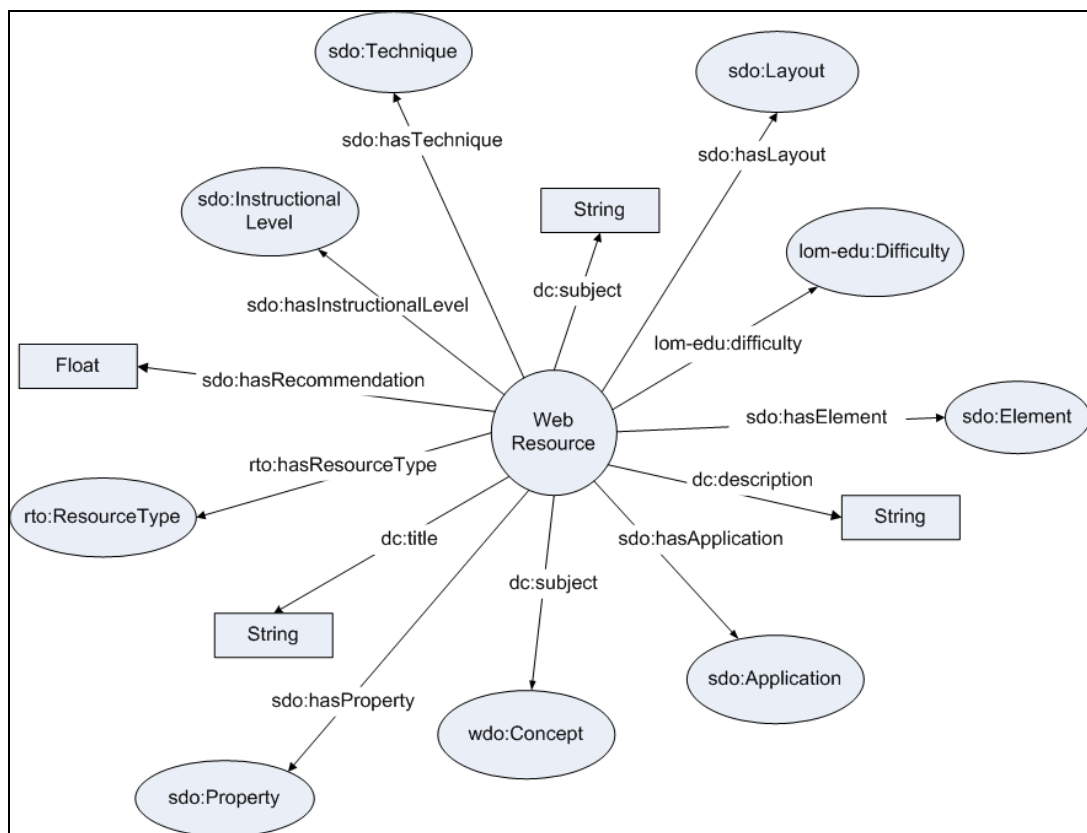 sdo:Technique
sdo:Layout
sdo:hasTechnique
sdo:hasLayout
sdo:Instructional
Level
String
lom-edu:Difficulty
dc:subject
sdo:hasInstructionalLevel
lom-edu:difficulty
Float
sdo:hasRecommendation
Web
Resource
sdo:hasElement
sdo:Element
rto:hasResourceType
dc:description
rto:ResourceType
String
dc:title
sdo:hasApplication
dc:subject
String
sdo:Application
sdo:hasProperty
wdo:Concept
sdo:Property